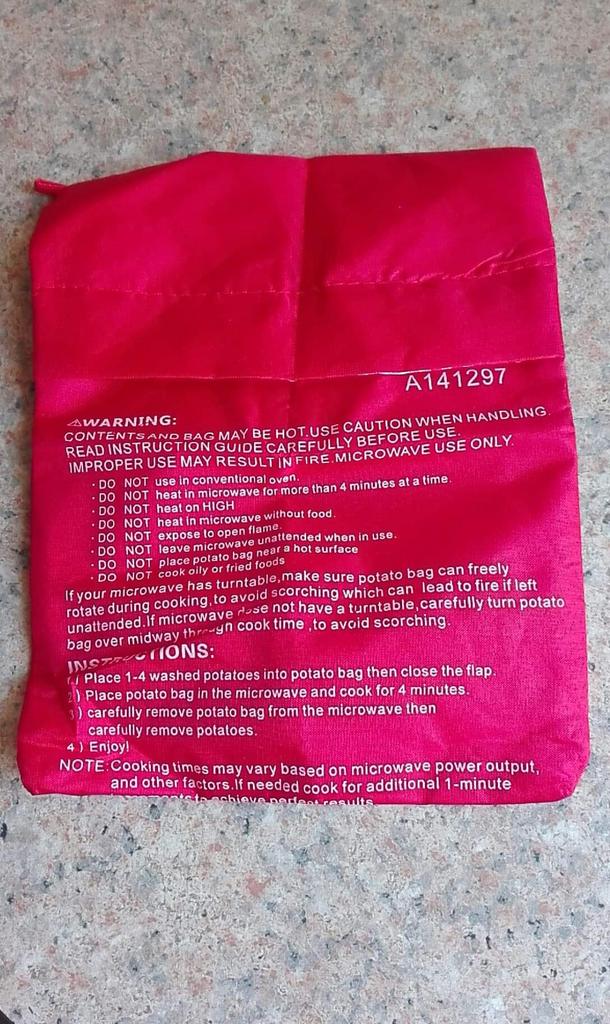 A141297
⚠WARNING:
CONTENTS AND BAG MAY BE HOT.USE CAUTION WHEN HANDLING.
READ INSTRUCTION GUIDE CAREFULLY BEFORE USE.
IMPROPER USE MAY RESULT IN FIRE.MICROWAVE USE ONLY.
· DO NOT use in conventional oven.
· DO NOT heat in microwave for more than 4 minutes at a time.
· DO NOT heat on HIGH
· DO NOT heat in microwave without food.
· DO NOT expose to open flame.
· DO NOT leave microwave unattended when in use.
· DO NOT place potato bag near a hot surface
· DO NOT cook oily or fried foods
If your microwave has turntable,make sure potato bag can freely
rotate during cooking,to avoid scorching which can lead to fire if left
unattended.If microwave dose not have a turntable,carefully turn potato
bag over midway through cook time ,to avoid scorching.
INSTRUCTIONS:
1) Place 1-4 washed potatoes into potato bag then close the flap.
2) Place potato bag in the microwave and cook for 4 minutes.
3) carefully remove potato bag from the microwave then
carefully remove potatoes.
4) Enjoy!
NOTE:Cooking times may vary based on microwave power output,
and other factors.If needed cook for additional 1-minute
to achieve perfect results